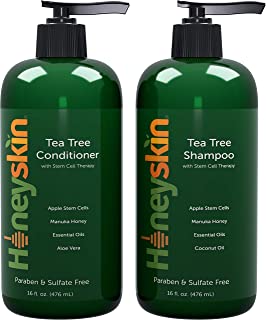 Honeyskin
Tea Tree
Conditioner
with Stem Cell Therapy
Apple Stem Cells
Manuka Honey
Essential Oils
Aloe Vera
Paraben & Sulfate Free
16 fl. oz. (476 mL)
Honeyskin
Tea Tree
Shampoo
with Stem Cell Therapy
Apple Stem Cells
Manuka Honey
Essential Oils
Coconut Oil
Paraben & Sulfate Free
16 fl. oz. (476 mL)